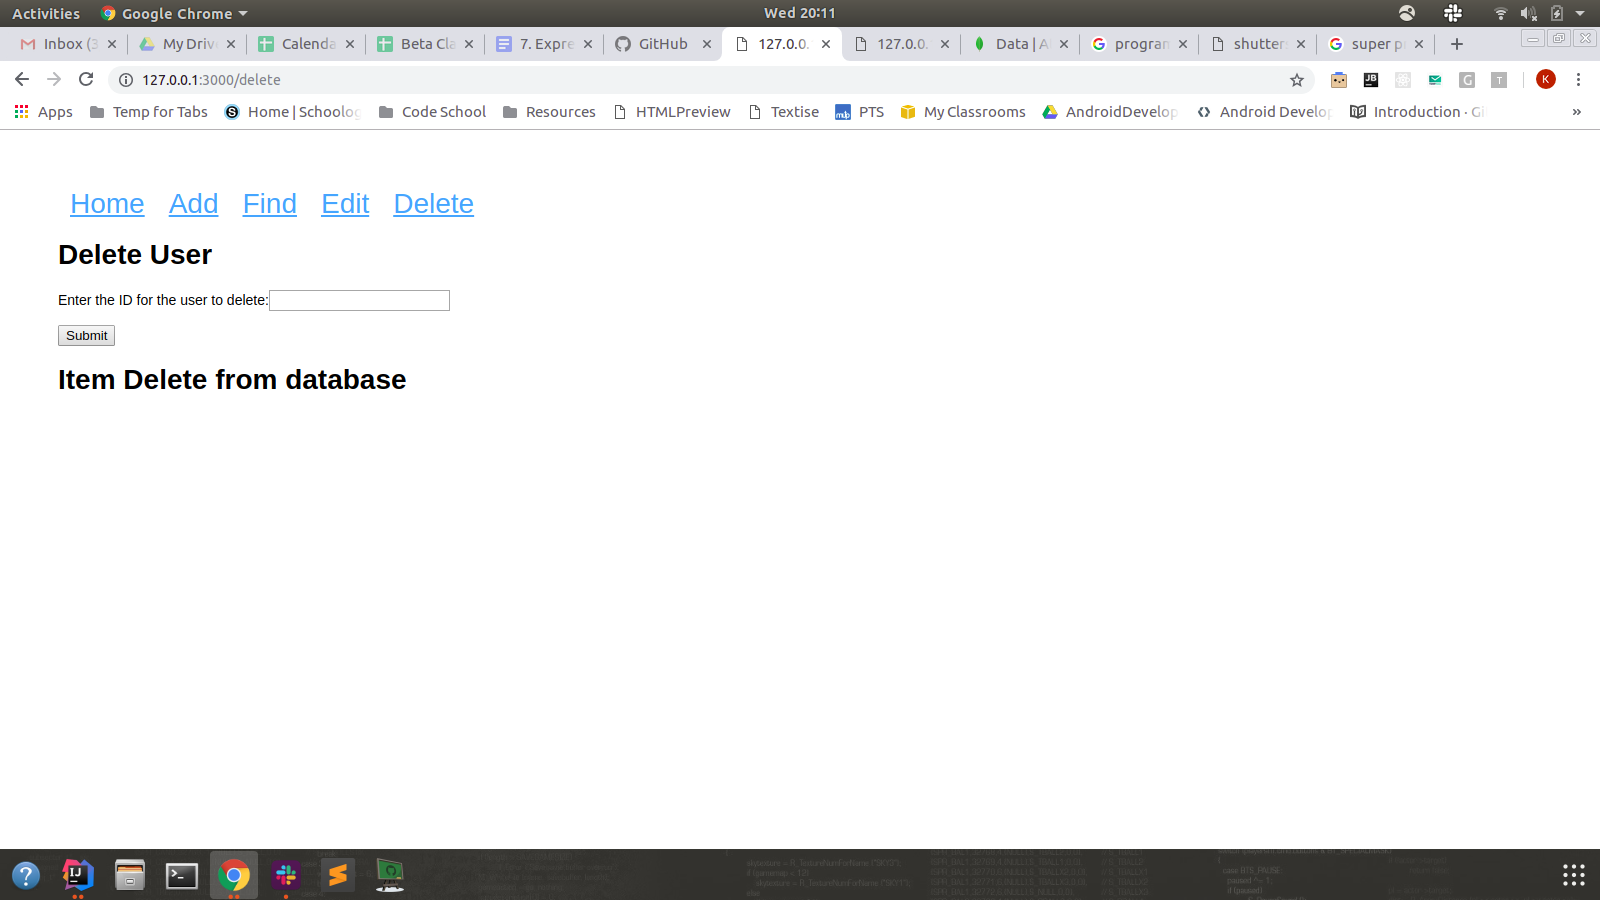 Activities Google Chrome Wed 20:11
Inbox (3 My Driv Calenda Beta Cla 7. Expre GitHub 127.0.0. 127.0.0. Data | A program shutter super p
127.0.0.1:3000/delete K
Apps Temp for Tabs Home | Schoolog Code School Resources HTMLPreview Textise PTS My Classrooms AndroidDevelop Android Develop Introduction · Gi »
Home Add Find Edit Delete
Delete User
Enter the ID for the user to delete:
Submit
Item Delete from database